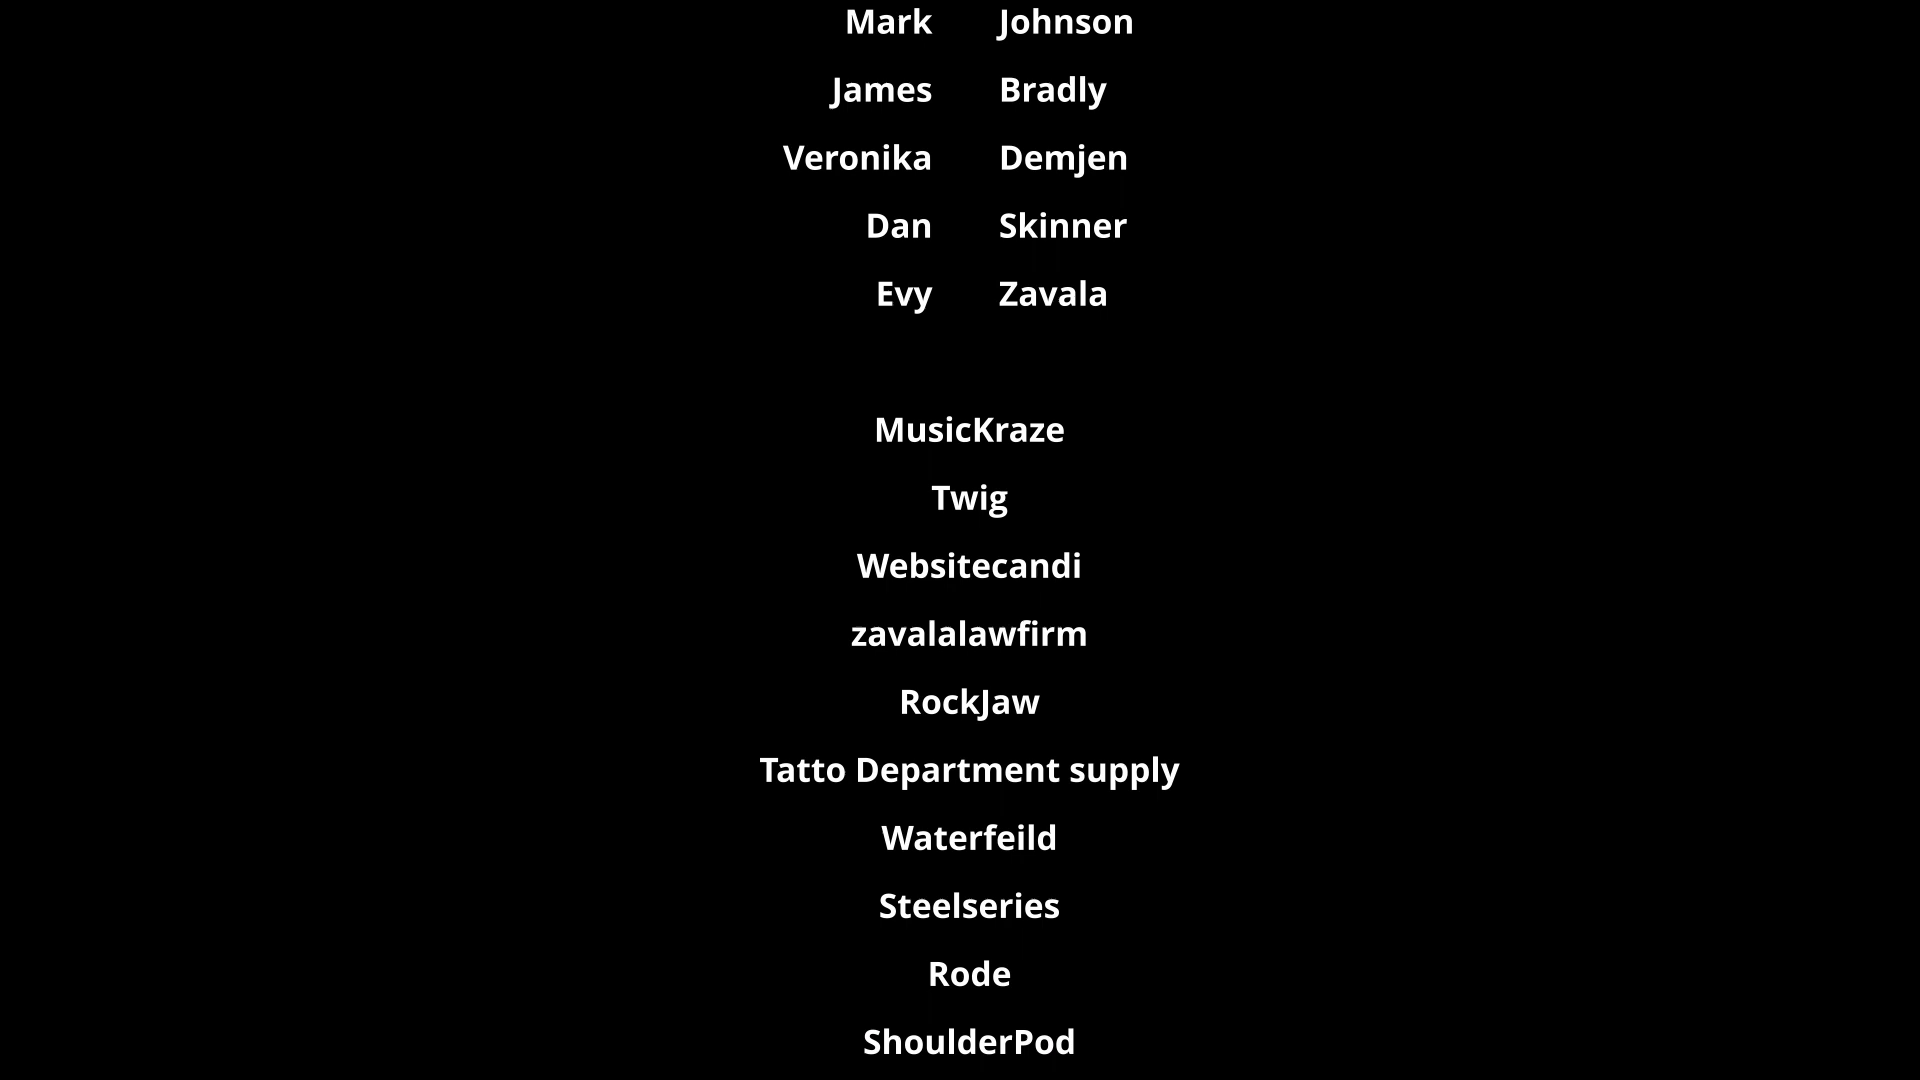 Mark Johnson
James Bradly
Veronika Demjen
Dan Skinner
Evy Zavala
MusicKraze
Twig
Websitecandi
zavalalawfirm
RockJaw
Tatto Department supply
Waterfeild
Steelseries
Rode
ShoulderPod